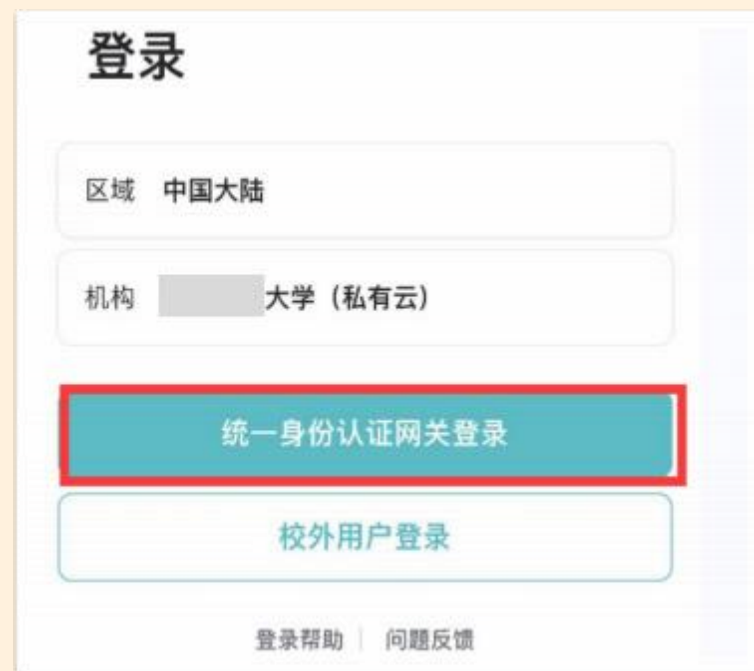 登录
区域 中国大陆
机构 大学（私有云）
统一身份认证网关登录
校外用户登录
登录帮助 | 问题反馈